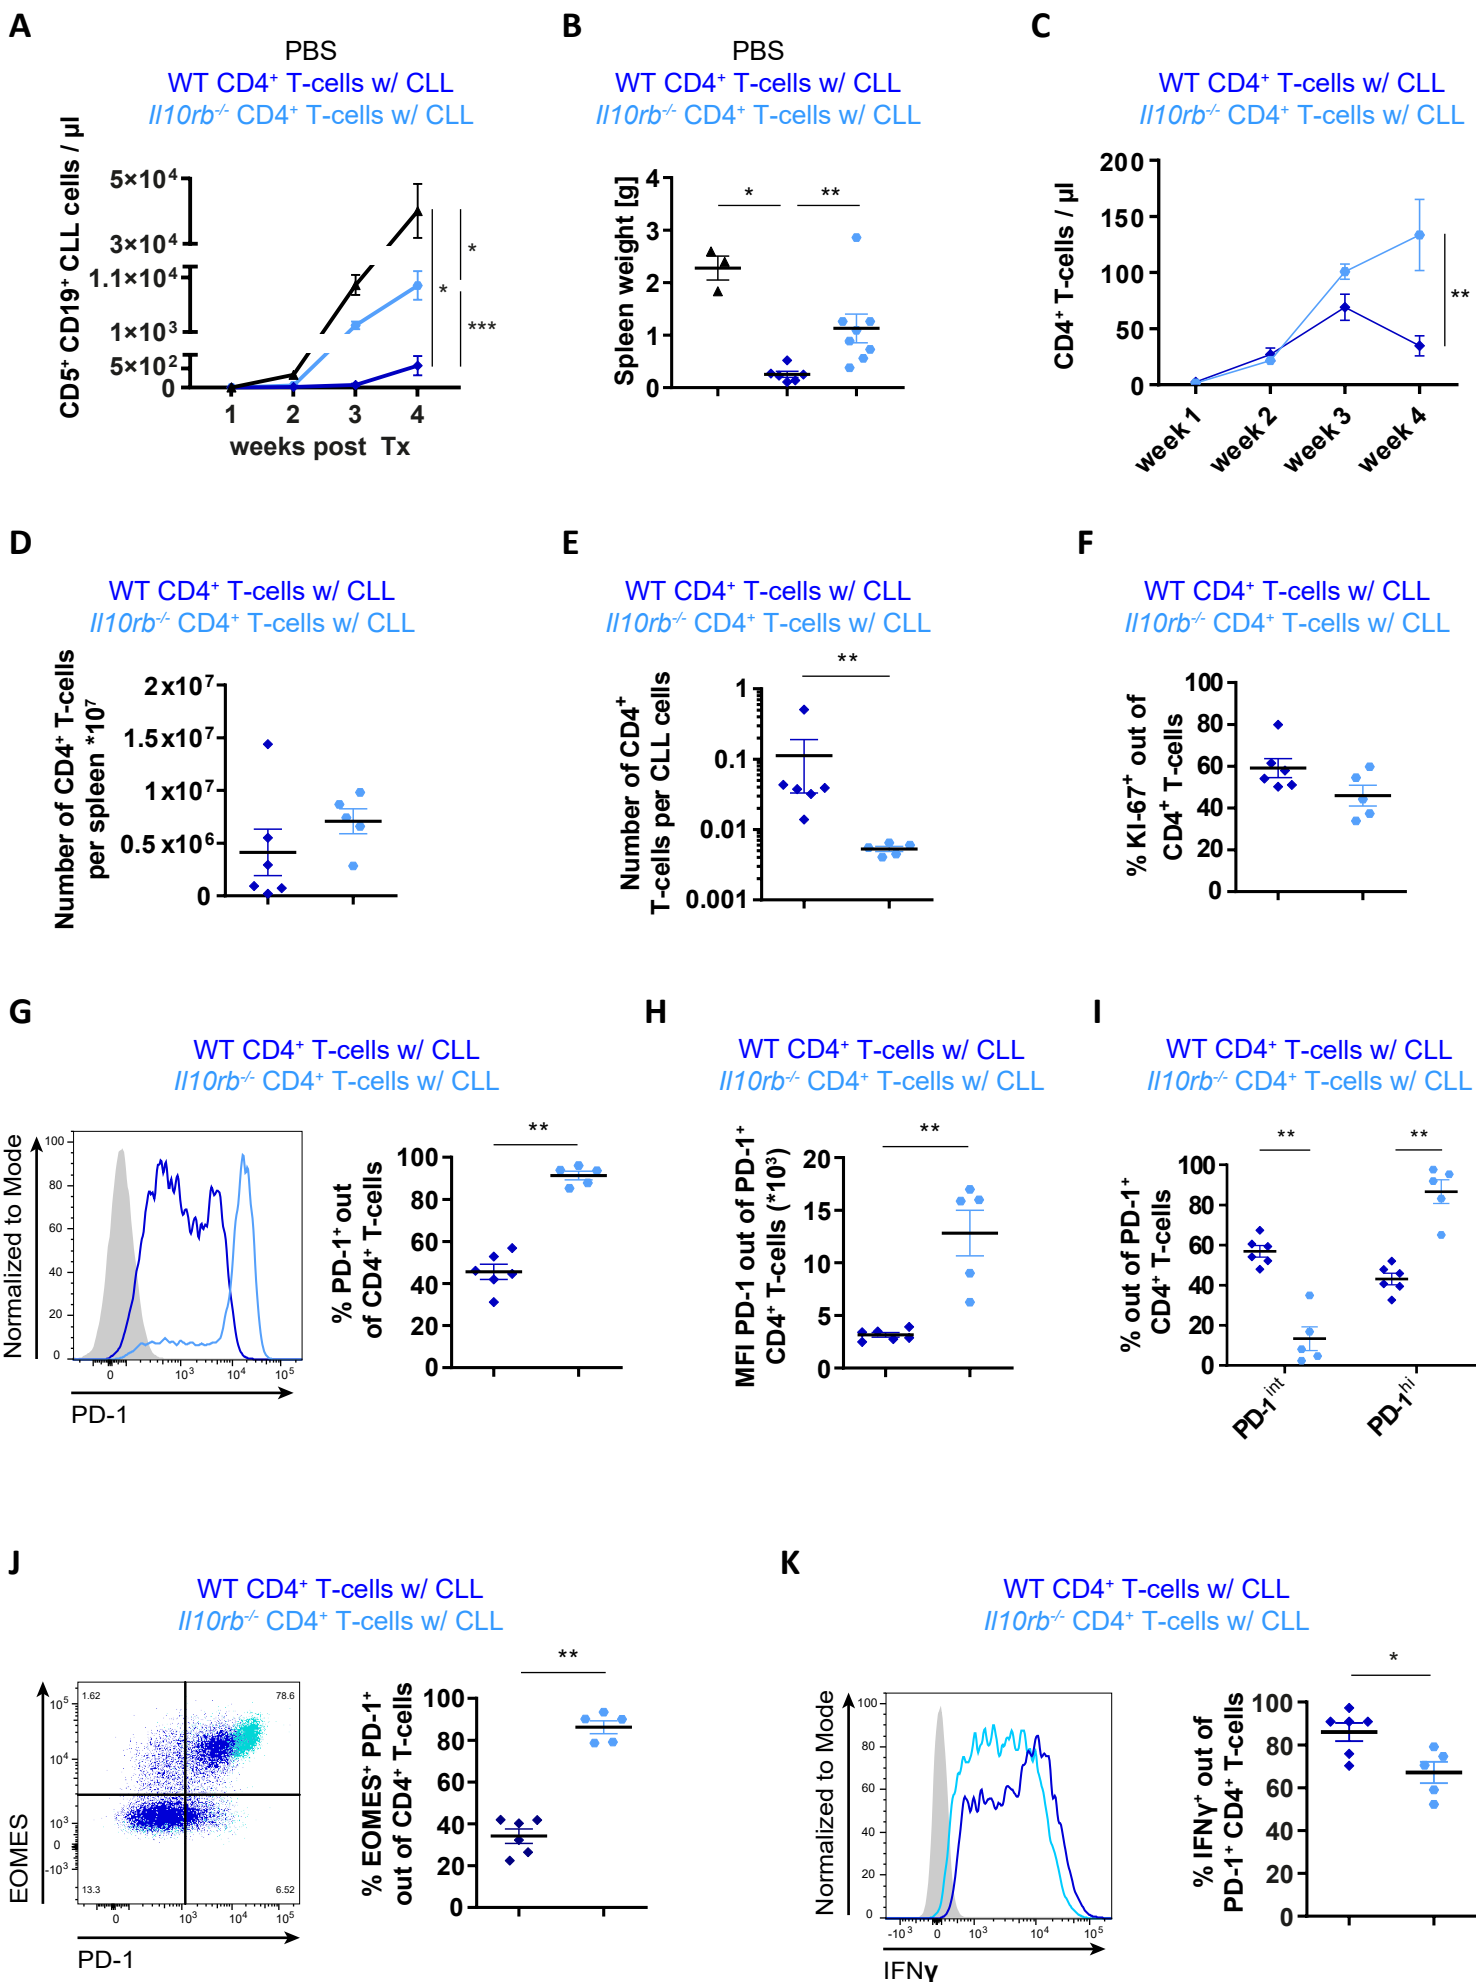 A
PBS
WT CD4⁺ T-cells w/ CLL
Il10rb⁻/⁻ CD4⁺ T-cells w/ CLL
CD5⁺ CD19⁺ CLL cells / µl
5×10⁴
3×10⁴
1.1×10⁴
1×10³
5×10²
0
1 2 3 4
weeks post Tx
*
*
***
B
PBS
WT CD4⁺ T-cells w/ CLL
Il10rb⁻/⁻ CD4⁺ T-cells w/ CLL
Spleen weight [g]
4
3
2
1
0
* **
C
WT CD4⁺ T-cells w/ CLL
Il10rb⁻/⁻ CD4⁺ T-cells w/ CLL
CD4⁺ T-cells / µl
200
150
100
50
0
week 1 week 2 week 3 week 4
**
D
WT CD4⁺ T-cells w/ CLL
Il10rb⁻/⁻ CD4⁺ T-cells w/ CLL
Number of CD4⁺ T-cells
per spleen *10⁷
2x10⁷
1.5x10⁷
1x10⁷
0.5x10⁶
0
E
WT CD4⁺ T-cells w/ CLL
Il10rb⁻/⁻ CD4⁺ T-cells w/ CLL
Number of CD4⁺
T-cells per CLL cells
1
0.1
0.01
0.001
**
F
WT CD4⁺ T-cells w/ CLL
Il10rb⁻/⁻ CD4⁺ T-cells w/ CLL
% KI-67⁺ out of
CD4⁺ T-cells
100
80
60
40
20
0
G
WT CD4⁺ T-cells w/ CLL
Il10rb⁻/⁻ CD4⁺ T-cells w/ CLL
Normalized to Mode
100
80
60
40
20
0
0 10³ 10⁴ 10⁵
PD-1
% PD-1⁺ out
of CD4⁺ T-cells
100
80
60
40
20
0
**
H
WT CD4⁺ T-cells w/ CLL
Il10rb⁻/⁻ CD4⁺ T-cells w/ CLL
MFI PD-1 out of PD-1⁺
CD4⁺ T-cells (*10³)
20
15
10
5
0
**
I
WT CD4⁺ T-cells w/ CLL
Il10rb⁻/⁻ CD4⁺ T-cells w/ CLL
% out of PD-1⁺
CD4⁺ T-cells
100
80
60
40
20
0
** **
PD-1ⁱⁿᵗ PD-1ʰⁱ
J
WT CD4⁺ T-cells w/ CLL
Il10rb⁻/⁻ CD4⁺ T-cells w/ CLL
EOMES
10⁵
10⁴
10³
0
-10³
1.62 78.6
13.3 6.52
0 10³ 10⁴ 10⁵
PD-1
% EOMES⁺ PD-1⁺
out of CD4⁺ T-cells
100
80
60
40
20
0
**
K
WT CD4⁺ T-cells w/ CLL
Il10rb⁻/⁻ CD4⁺ T-cells w/ CLL
Normalized to Mode
100
80
60
40
20
0
-10³ 0 10³ 10⁴ 10⁵
IFNγ
% IFNγ⁺ out of
PD-1⁺ CD4⁺ T-cells
100
80
60
40
20
0
*